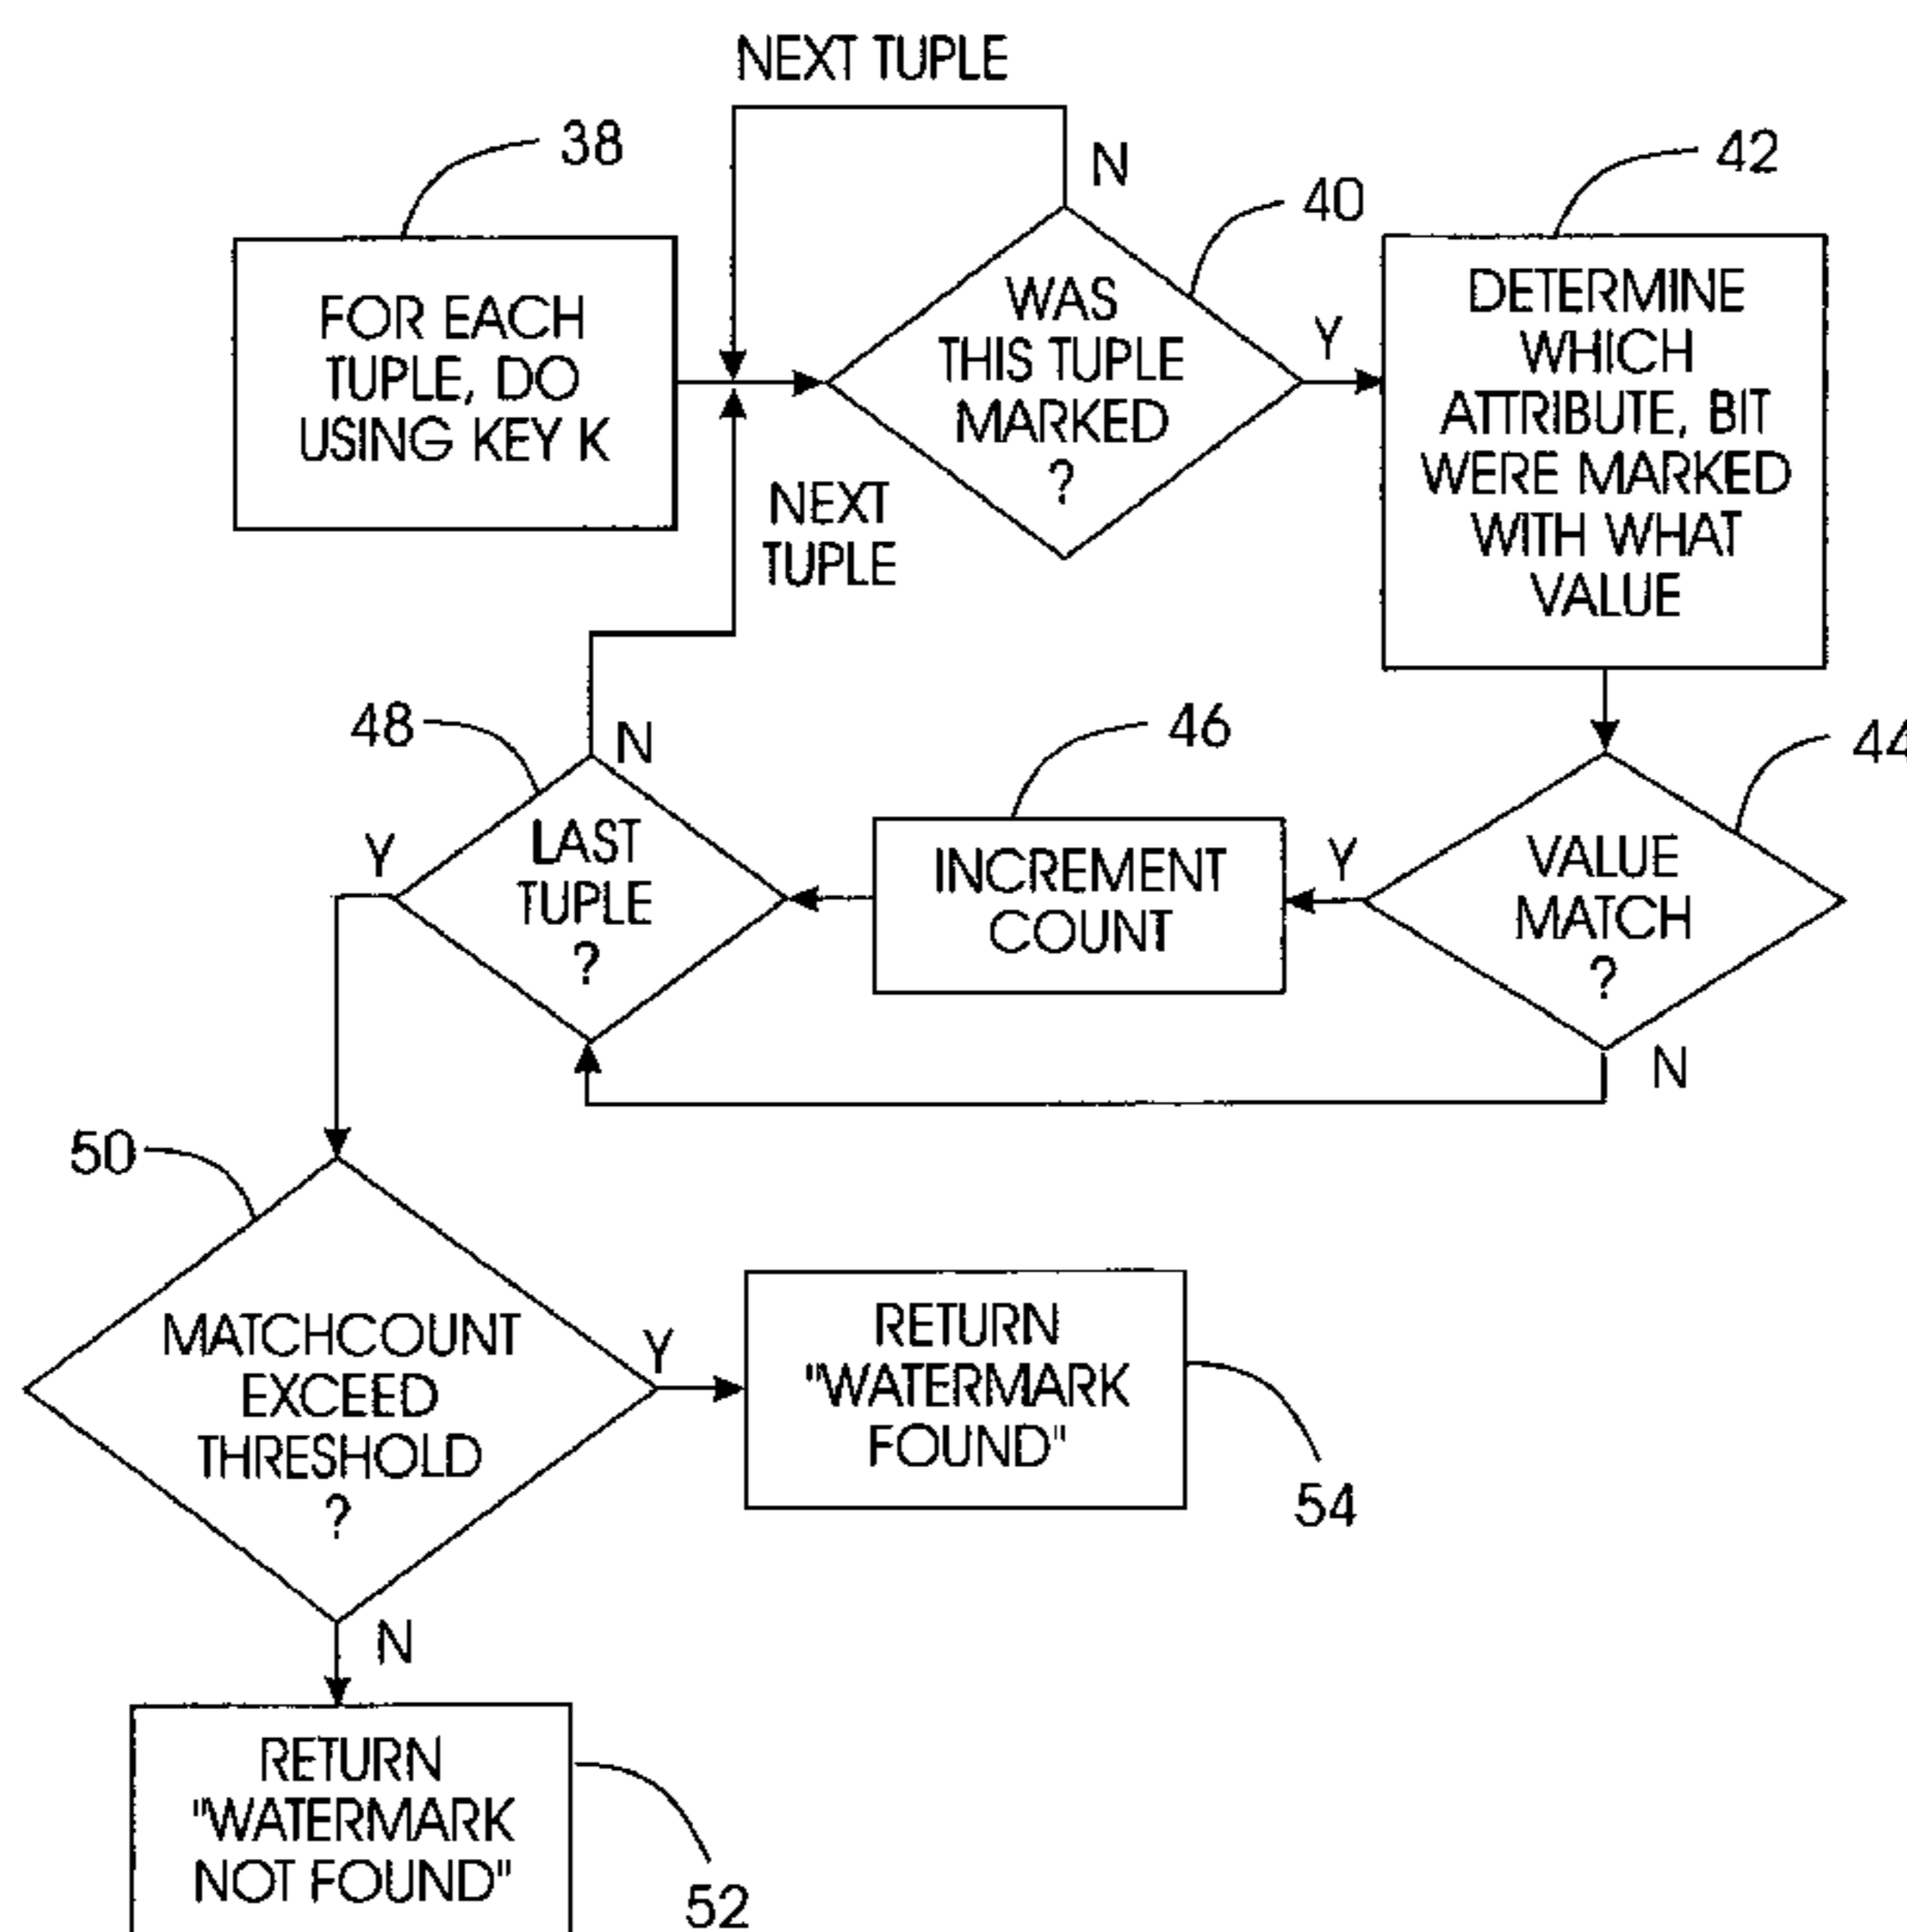 NEXT TUPLE
38
N
40
42
FOR EACH
TUPLE, DO
USING KEY K
WAS
THIS TUPLE
MARKED
?
Y
DETERMINE
WHICH
ATTRIBUTE, BIT
WERE MARKED
WITH WHAT
VALUE
NEXT
TUPLE
48
N
46
44
Y
LAST
TUPLE
?
INCREMENT
COUNT
Y
VALUE
MATCH
?
N
50
MATCHCOUNT
EXCEED
THRESHOLD
?
Y
RETURN
"WATERMARK
FOUND"
54
N
RETURN
"WATERMARK
NOT FOUND"
52